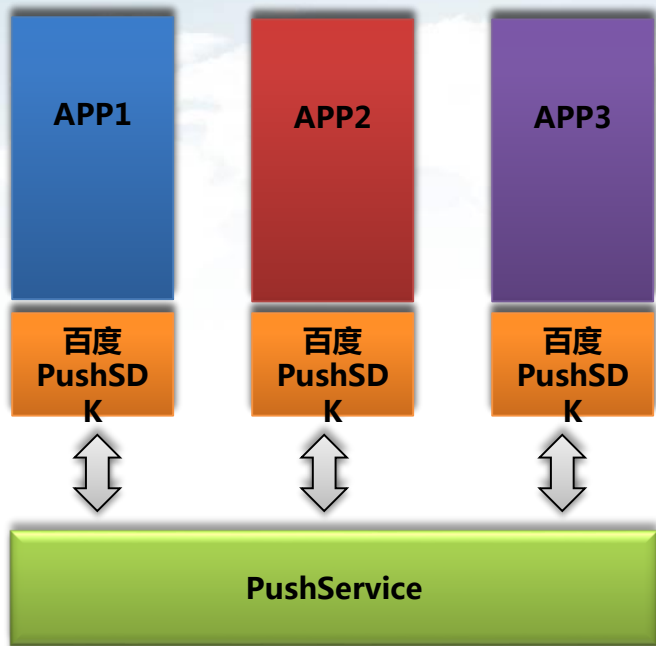 APP1
APP2
APP3
百度
PushSD
K
百度
PushSD
K
百度
PushSD
K
PushService